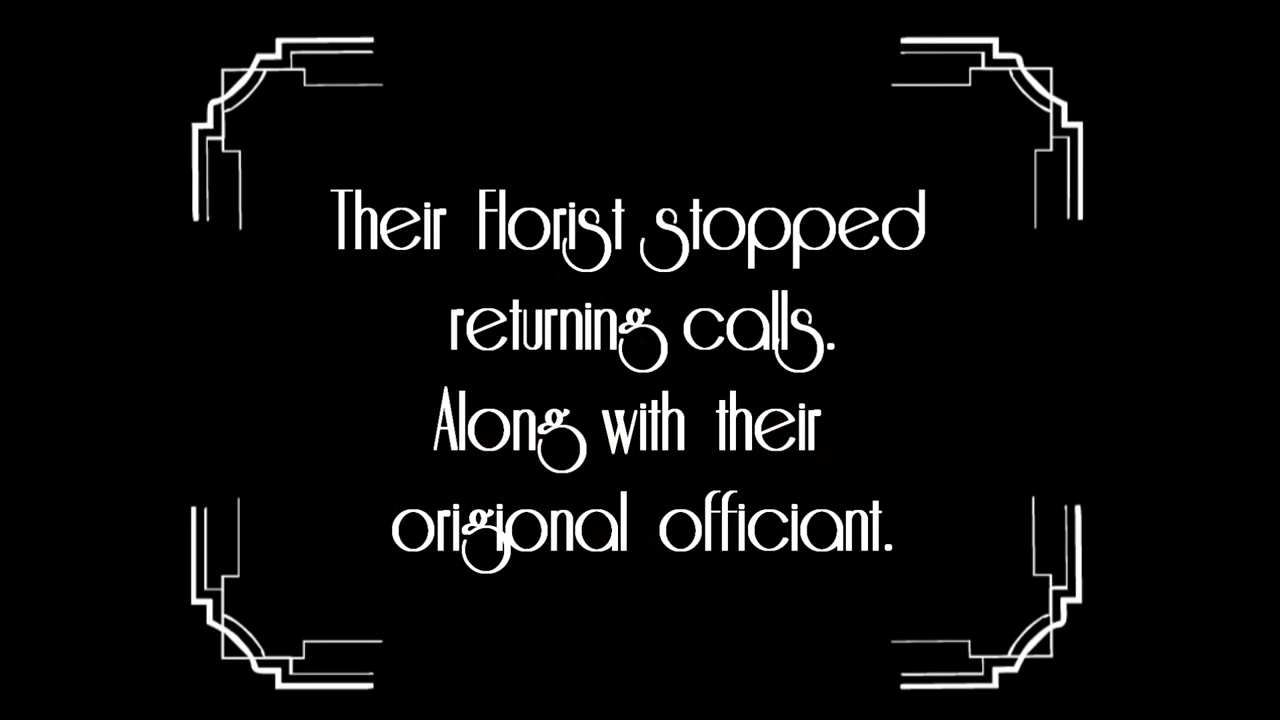 Their Florist stopped
returning calls.
Along with their
origional officiant.